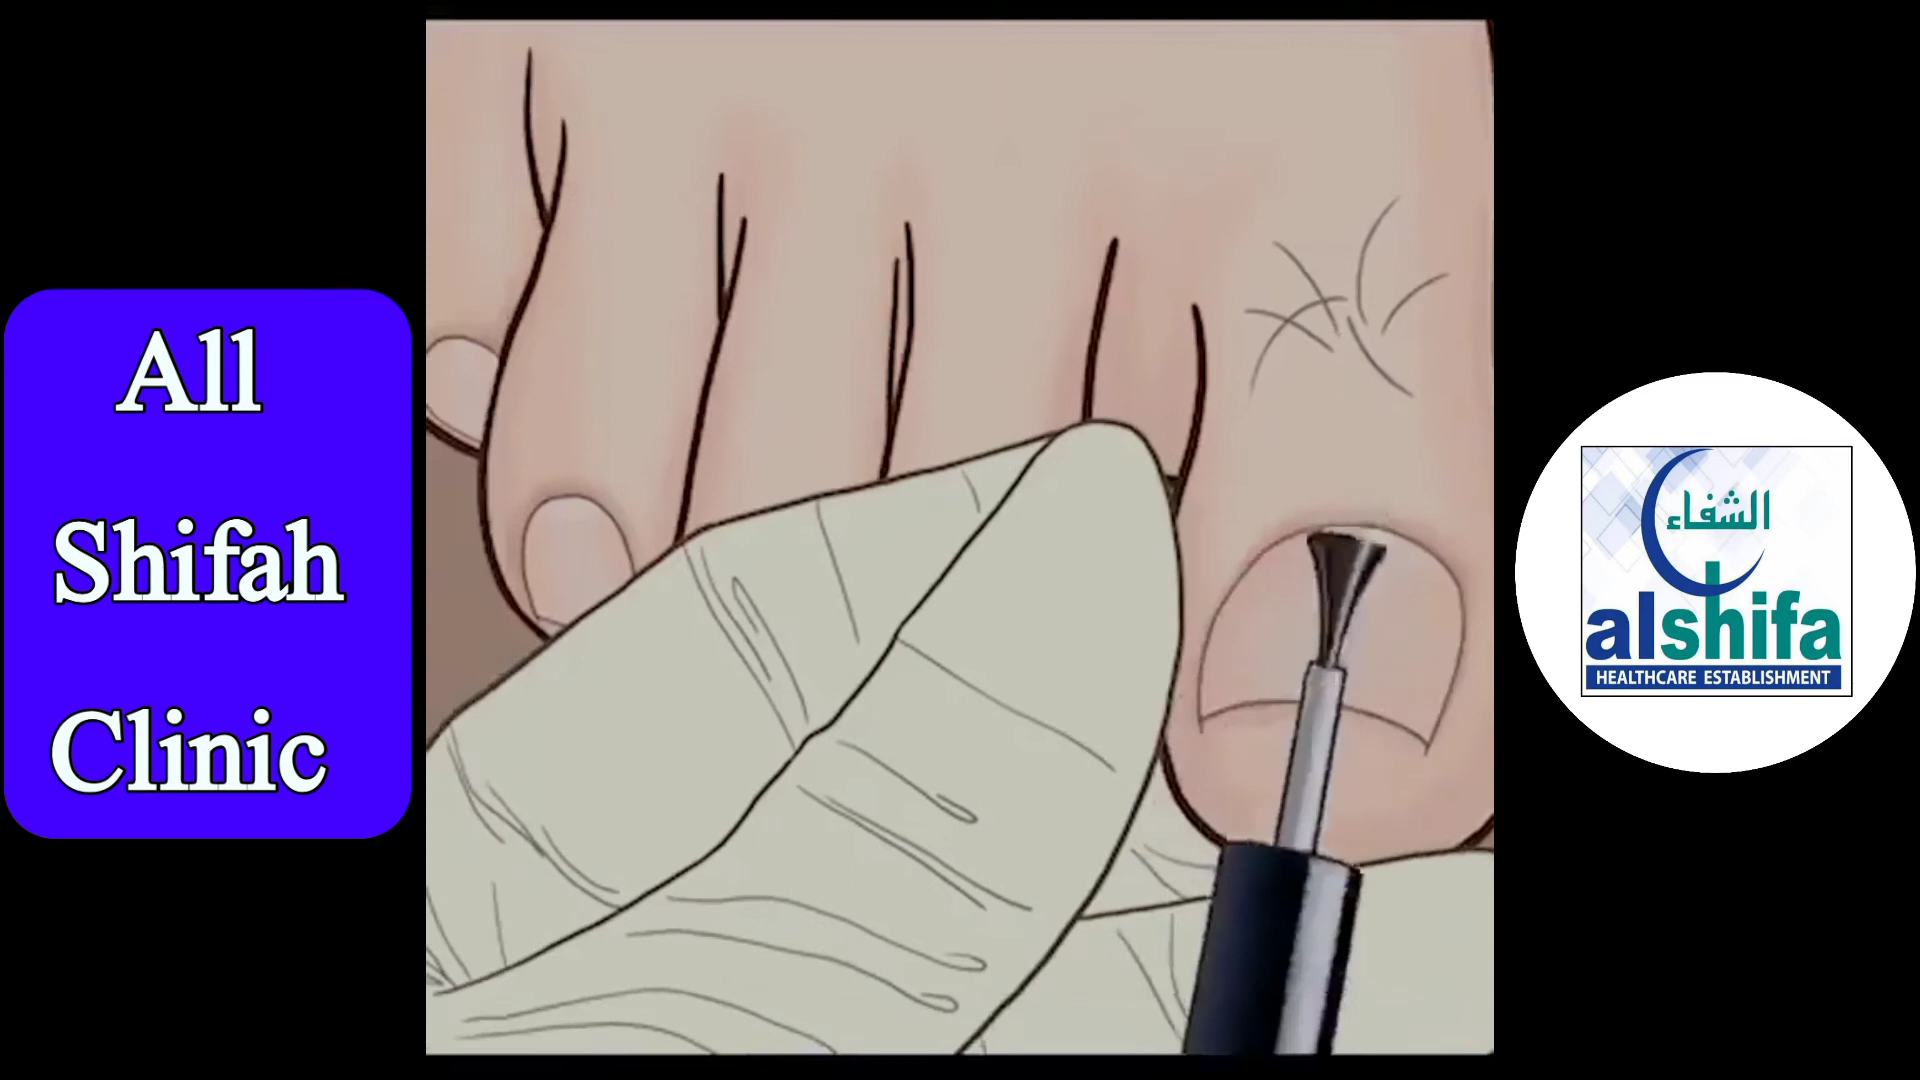 All
Shifah
Clinic
الشفاء
alshifa
HEALTHCARE ESTABLISHMENT